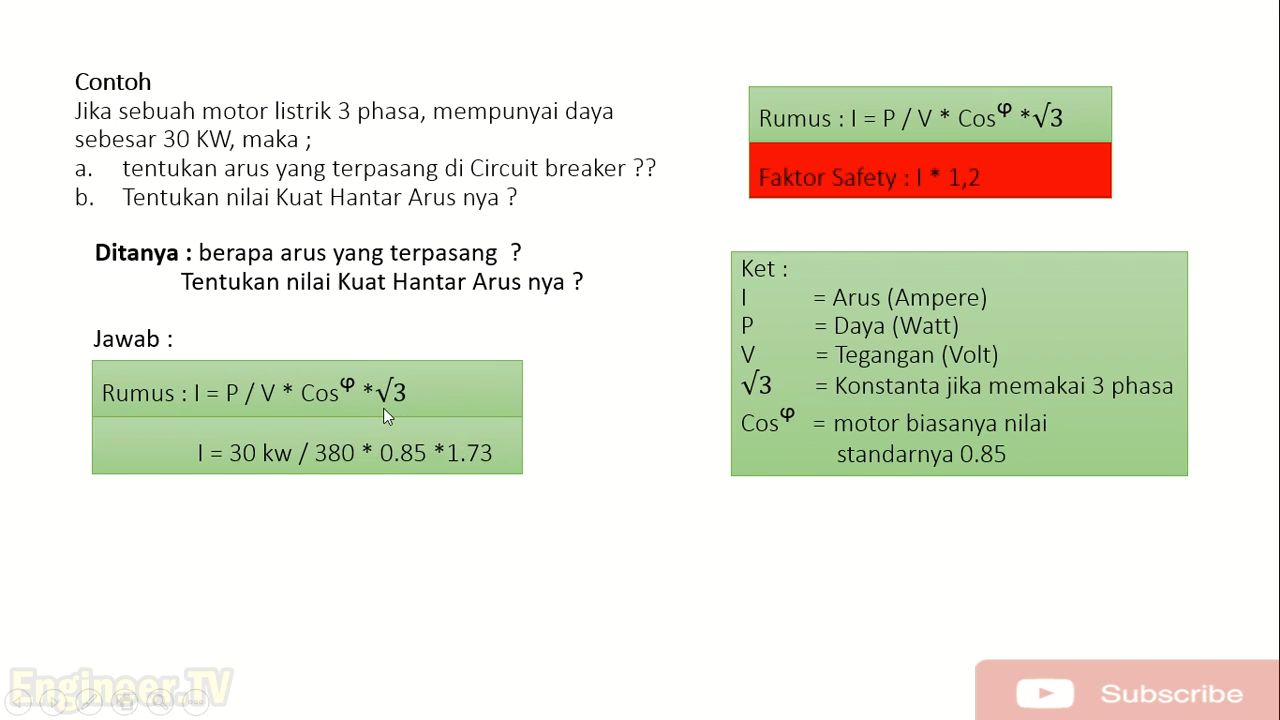 Contoh
Jika sebuah motor listrik 3 phasa, mempunyai daya
sebesar 30 KW, maka ;
a. tentukan arus yang terpasang di Circuit breaker ??
b. Tentukan nilai Kuat Hantar Arus nya ?
Ditanya : berapa arus yang terpasang ?
Tentukan nilai Kuat Hantar Arus nya ?
Jawab :
Rumus : I = P / V * Cos^φ *√3
I = 30 kw / 380 * 0.85 *1.73
Rumus : I = P / V * Cos^φ *√3
Faktor Safety : I * 1,2
Ket :
I = Arus (Ampere)
P = Daya (Watt)
V = Tegangan (Volt)
√3 = Konstanta jika memakai 3 phasa
Cos^φ = motor biasanya nilai
standarnya 0.85
Engineer.TV
Subscribe